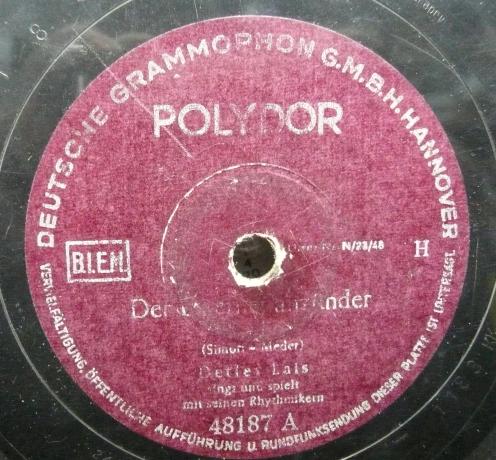 DEUTSCHE GRAMMOPHON G.M.B.H. HANNOVER
POLYDOR
N/23/48
B.I.E.M.
H
Der
(Simon - Meder)
Detlev Lais
singt und spielt
mit seinen Rhythmikern
48187 A
VERVIELFÄLTIGUNG, ÖFFENTLICHE AUFFÜHRUNG U. RUNDFUNKSENDUNG DIESER PLATTE IST UNTERSAGT.